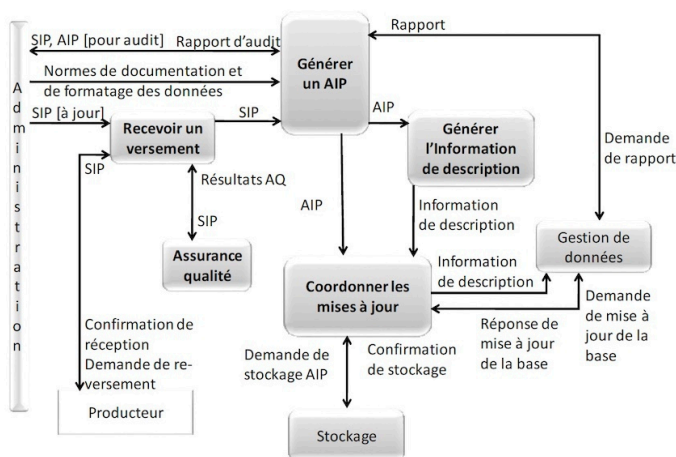 Rapport
SIP, AIP [pour audit]
Rapport d'audit
Générer
un AIP
Normes de documentation et
de formatage des données
SIP [à jour]
SIP
AIP
Administration
Recevoir un
versement
Générer
l'Information
de description
Demande
de rapport
SIP
Résultats AQ
AIP
Information
de description
SIP
Gestion de
données
Assurance
qualité
Coordonner les
mises à jour
Information
de description
Demande
de mise à
jour de la
base
Confirmation de
réception
Demande de re-
versement
Réponse de
mise à jour
de la base
Demande de
stockage AIP
Confirmation
de stockage
Producteur
Stockage